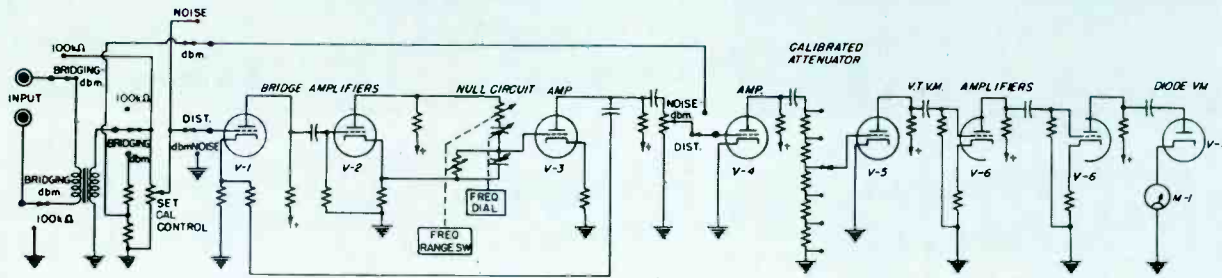 NOISE
100kΩ
dbm
BRIDGING
dbm
INPUT
100kΩ
BRIDGING
dbm
DIST.
dbm NOISE
BRIDGING
dbm
100kΩ
SET
CAL
CONTROL
BRIDGE AMPLIFIERS
NULL CIRCUIT
AMP
NOISE
dbm
DIST.
CALIBRATED
ATTENUATOR
AMP.
V.T.V.M. AMPLIFIERS
DIODE VM
V-1
V-2
V-3
V-4
V-5
V-6
V-6
M-1
FREQ
DIAL
FREQ
RANGE SW